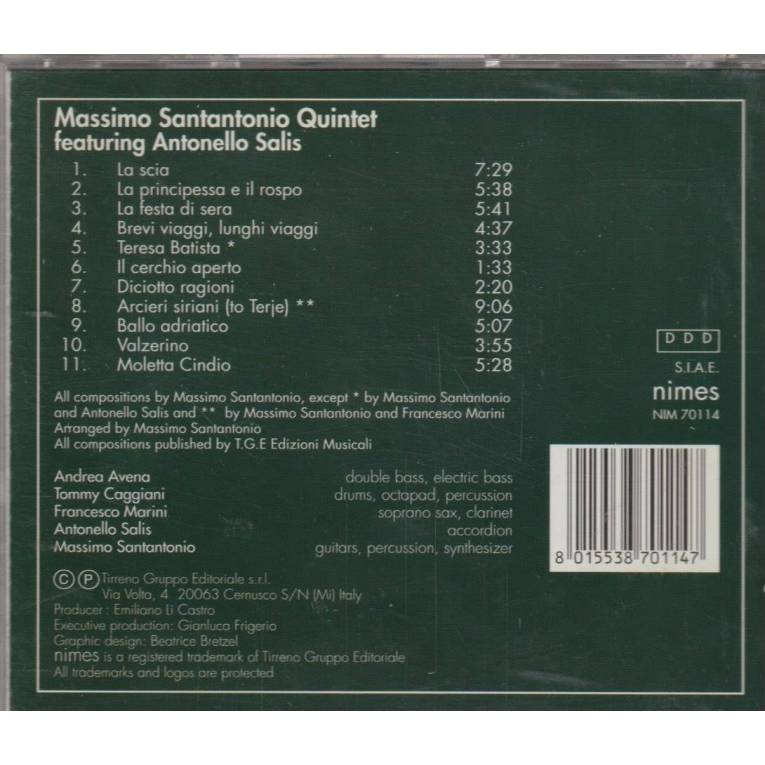 Massimo Santantonio Quintet
featuring Antonello Salis
1. La scia 7:29
2. La principessa e il rospo 5:38
3. La festa di sera 5:41
4. Brevi viaggi, lunghi viaggi 4:37
5. Teresa Batista * 3:33
6. Il cerchio aperto 1:33
7. Diciotto ragioni 2:20
8. Arcieri siriani (to Terje) ** 9:06
9. Ballo adriatico 5:07
10. Valzerino 3:55
11. Moletta Cindio 5:28
All compositions by Massimo Santantonio, except * by Massimo Santantonio
and Antonello Salis and ** by Massimo Santantonio and Francesco Marini
Arranged by Massimo Santantonio
All compositions published by T.G.E Edizioni Musicali
Andrea Avena double bass, electric bass
Tommy Caggiani drums, octapad, percussion
Francesco Marini soprano sax, clarinet
Antonello Salis accordion
Massimo Santantonio guitars, percussion, synthesizer
© ℗ Tirreno Gruppo Editoriale s.r.l.
Via Volta, 4 20063 Cernusco S/N (Mi) Italy
Producer : Emiliano Li Castro
Executive production: Gianluca Frigerio
Graphic design: Beatrice Bretzel
nimes is a registered trademark of Tirreno Gruppo Editoriale
All trademarks and logos are protected
D D D
S.I.A.E.
nimes
NIM 70114
8 015538 701147